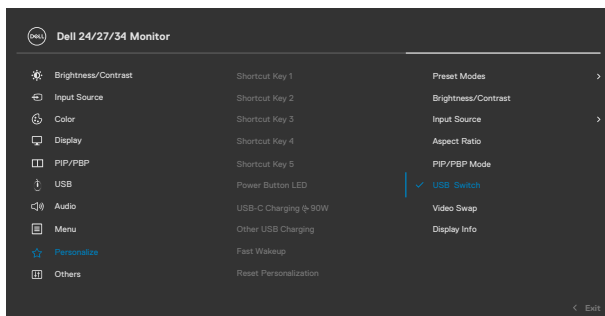 DELL
Dell 24/27/34 Monitor
Brightness/Contrast
Input Source
Color
Display
PIP/PBP
USB
Audio
Menu
Personalize
Others
Shortcut Key 1
Shortcut Key 2
Shortcut Key 3
Shortcut Key 4
Shortcut Key 5
Power Button LED
USB-C Charging 90W
Other USB Charging
Fast Wakeup
Reset Personalization
Preset Modes
Brightness/Contrast
Input Source
Aspect Ratio
PIP/PBP Mode
USB Switch
Video Swap
Display Info
Exit